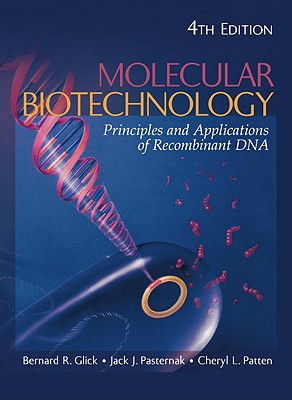 4TH EDITION
MOLECULAR
BIOTECHNOLOGY
Principles and Applications
of Recombinant DNA
Bernard R. Glick • Jack J. Pasternak • Cheryl L. Patten